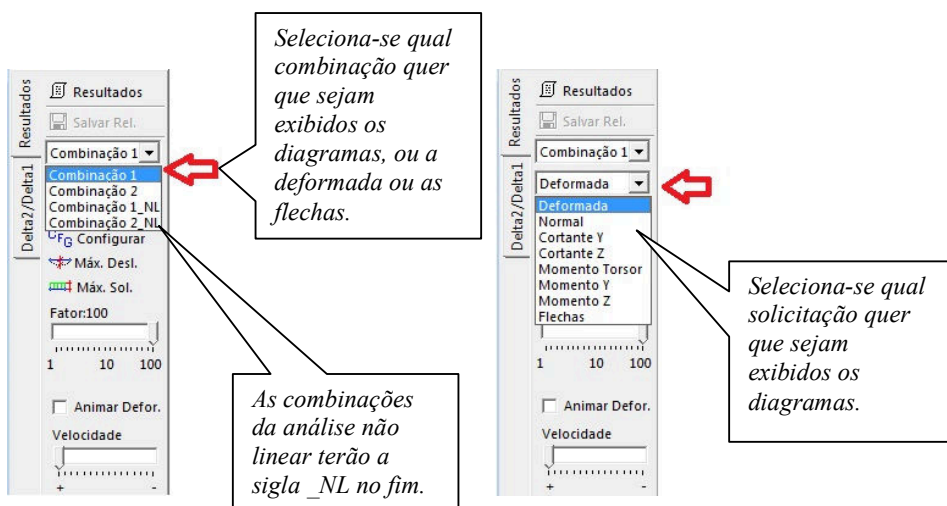 Seleciona-se qual
combinação quer
que sejam
exibidos os
diagramas, ou a
deformada ou as
flechas.
Resultados
Delta2/Delta1
Resultados
Salvar Rel.
Combinação 1
Combinação 1
Combinação 2
Combinação 1_NL
Combinação 2_NL
CFG Configurar
Máx. Desl.
Máx. Sol.
Fator:100
1 10 100
Animar Defor.
Velocidade
+ -
As combinações
da análise não
linear terão a
sigla _NL no fim.
Resultados
Delta2/Delta1
Resultados
Salvar Rel.
Combinação 1
Deformada
Deformada
Normal
Cortante Y
Cortante Z
Momento Torsor
Momento Y
Momento Z
Flechas
1 10 100
Animar Defor.
Velocidade
+ -
Seleciona-se qual
solicitação quer
que sejam
exibidos os
diagramas.